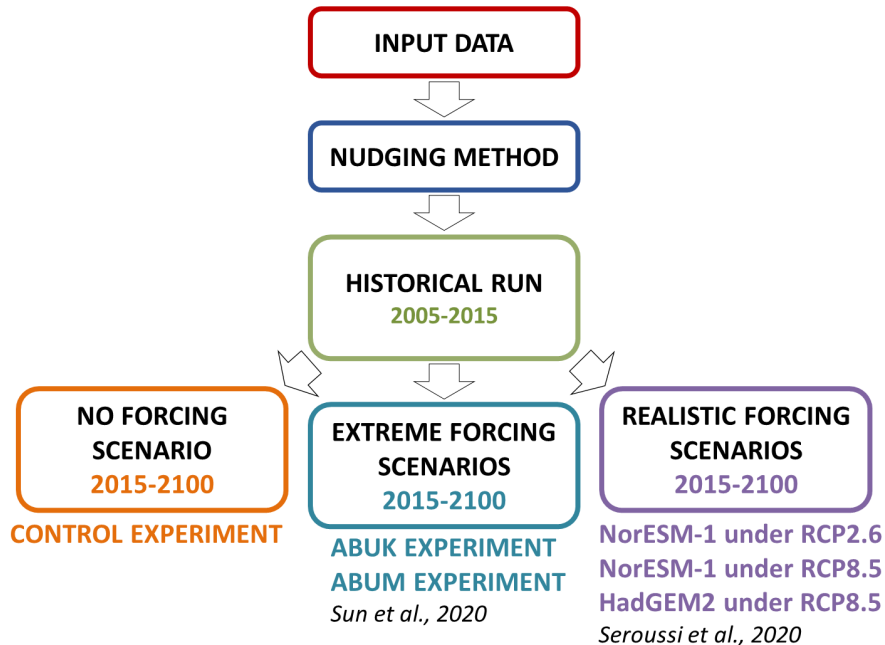 INPUT DATA
NUDGING METHOD
HISTORICAL RUN
2005-2015
NO FORCING
SCENARIO
2015-2100
CONTROL EXPERIMENT
EXTREME FORCING
SCENARIOS
2015-2100
ABUK EXPERIMENT
ABUM EXPERIMENT
Sun et al., 2020
REALISTIC FORCING
SCENARIOS
2015-2100
NorESM-1 under RCP2.6
NorESM-1 under RCP8.5
HadGEM2 under RCP8.5
Seroussi et al., 2020